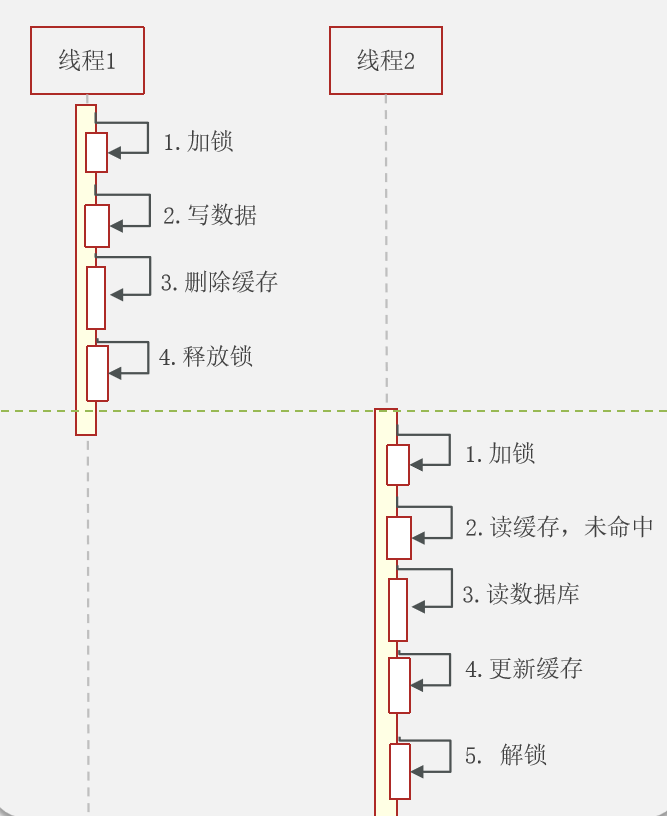 线程1
线程2
1.加锁
2.写数据
3.删除缓存
4.释放锁
1.加锁
2.读缓存，未命中
3.读数据库
4.更新缓存
5. 解锁